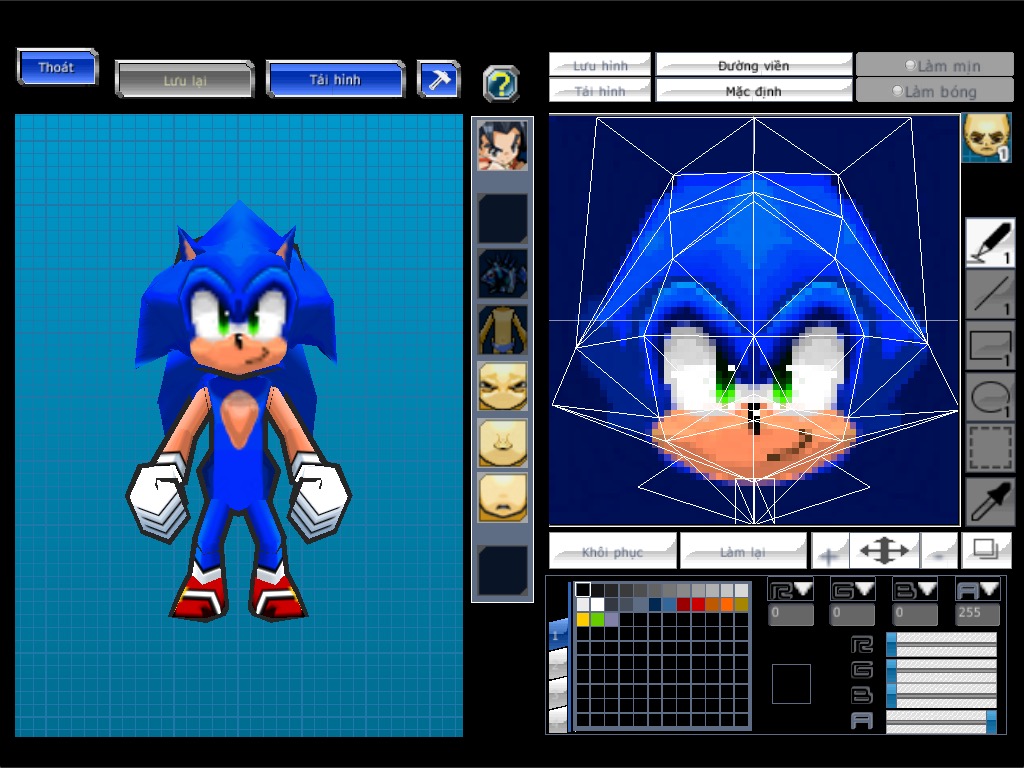 Thoát
Lưu lại
Tải hình
?
Lưu hình
Đường viền
Làm mịn
Tải hình
Mặc định
Làm bóng
1
1
1
1
1
Khôi phục
Làm lại
+
-
1
R G B A
0 0 0 255
R
G
B
A